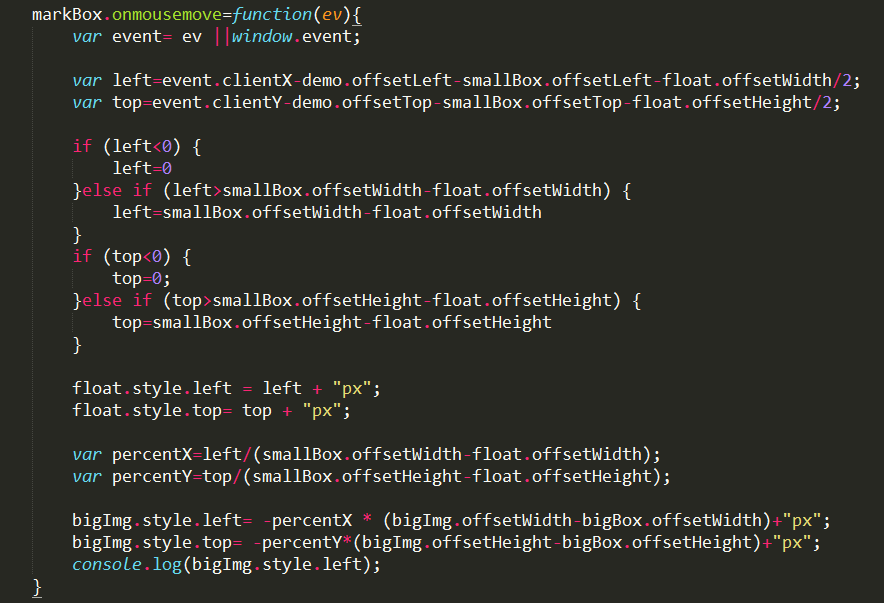 markBox.onmousemove=function(ev){
var event= ev ||window.event;
var left=event.clientX-demo.offsetLeft-smallBox.offsetLeft-float.offsetWidth/2;
var top=event.clientY-demo.offsetTop-smallBox.offsetTop-float.offsetHeight/2;
if (left<0) {
left=0
}else if (left>smallBox.offsetWidth-float.offsetWidth) {
left=smallBox.offsetWidth-float.offsetWidth
}
if (top<0) {
top=0;
}else if (top>smallBox.offsetHeight-float.offsetHeight) {
top=smallBox.offsetHeight-float.offsetHeight
}
float.style.left = left + "px";
float.style.top= top + "px";
var percentX=left/(smallBox.offsetWidth-float.offsetWidth);
var percentY=top/(smallBox.offsetHeight-float.offsetHeight);
bigImg.style.left= -percentX * (bigImg.offsetWidth-bigBox.offsetWidth)+"px";
bigImg.style.top= -percentY*(bigImg.offsetHeight-bigBox.offsetHeight)+"px";
console.log(bigImg.style.left);
}